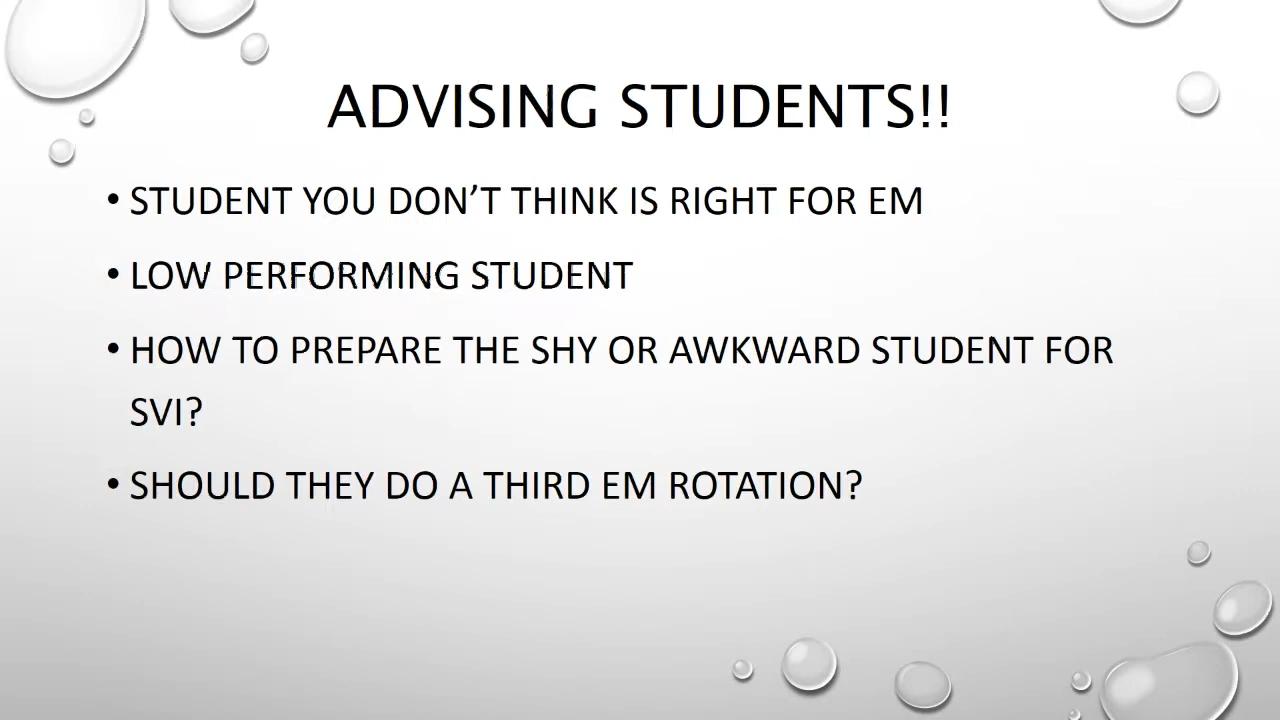 ADVISING STUDENTS!!
• STUDENT YOU DON’T THINK IS RIGHT FOR EM
• LOW PERFORMING STUDENT
• HOW TO PREPARE THE SHY OR AWKWARD STUDENT FOR
SVI?
• SHOULD THEY DO A THIRD EM ROTATION?